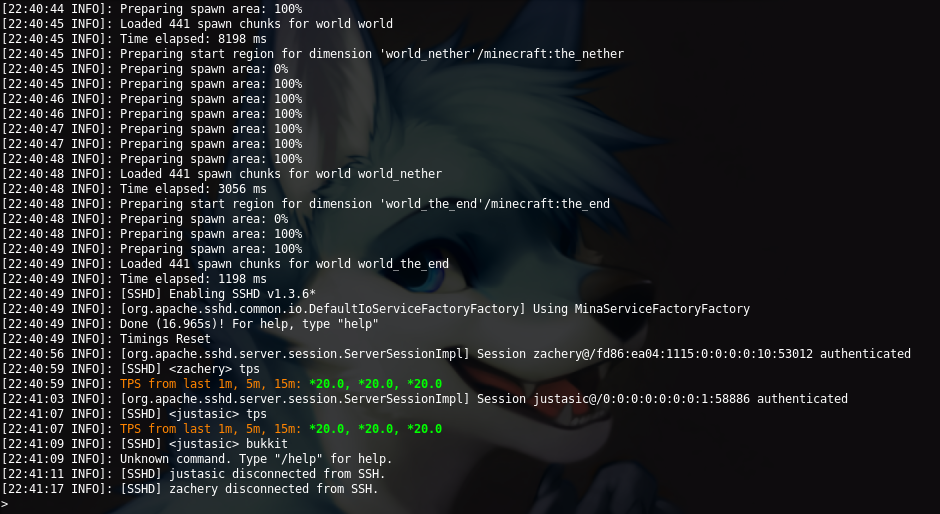 [22:40:44 INFO]: Preparing spawn area: 100%
[22:40:45 INFO]: Loaded 441 spawn chunks for world world
[22:40:45 INFO]: Time elapsed: 8198 ms
[22:40:45 INFO]: Preparing start region for dimension 'world_nether'/minecraft:the_nether
[22:40:45 INFO]: Preparing spawn area: 0%
[22:40:45 INFO]: Preparing spawn area: 100%
[22:40:46 INFO]: Preparing spawn area: 100%
[22:40:46 INFO]: Preparing spawn area: 100%
[22:40:47 INFO]: Preparing spawn area: 100%
[22:40:47 INFO]: Preparing spawn area: 100%
[22:40:48 INFO]: Preparing spawn area: 100%
[22:40:48 INFO]: Loaded 441 spawn chunks for world world_nether
[22:40:48 INFO]: Time elapsed: 3056 ms
[22:40:48 INFO]: Preparing start region for dimension 'world_the_end'/minecraft:the_end
[22:40:48 INFO]: Preparing spawn area: 0%
[22:40:48 INFO]: Preparing spawn area: 100%
[22:40:49 INFO]: Preparing spawn area: 100%
[22:40:49 INFO]: Loaded 441 spawn chunks for world world_the_end
[22:40:49 INFO]: Time elapsed: 1198 ms
[22:40:49 INFO]: [SSHD] Enabling SSHD v1.3.6*
[22:40:49 INFO]: [org.apache.sshd.common.io.DefaultIoServiceFactoryFactory] Using MinaServiceFactoryFactory
[22:40:49 INFO]: Done (16.965s)! For help, type "help"
[22:40:49 INFO]: Timings Reset
[22:40:56 INFO]: [org.apache.sshd.server.session.ServerSessionImpl] Session zachery@/fd86:ea04:1115:0:0:0:0:10:53012 authenticated
[22:40:59 INFO]: [SSHD] <zachery> tps
[22:40:59 INFO]: TPS from last 1m, 5m, 15m: *20.0, *20.0, *20.0
[22:41:03 INFO]: [org.apache.sshd.server.session.ServerSessionImpl] Session justasic@/0:0:0:0:0:0:0:1:58886 authenticated
[22:41:07 INFO]: [SSHD] <justasic> tps
[22:41:07 INFO]: TPS from last 1m, 5m, 15m: *20.0, *20.0, *20.0
[22:41:09 INFO]: [SSHD] <justasic> bukkit
[22:41:09 INFO]: Unknown command. Type "/help" for help.
[22:41:11 INFO]: [SSHD] justasic disconnected from SSH.
[22:41:17 INFO]: [SSHD] zachery disconnected from SSH.
>